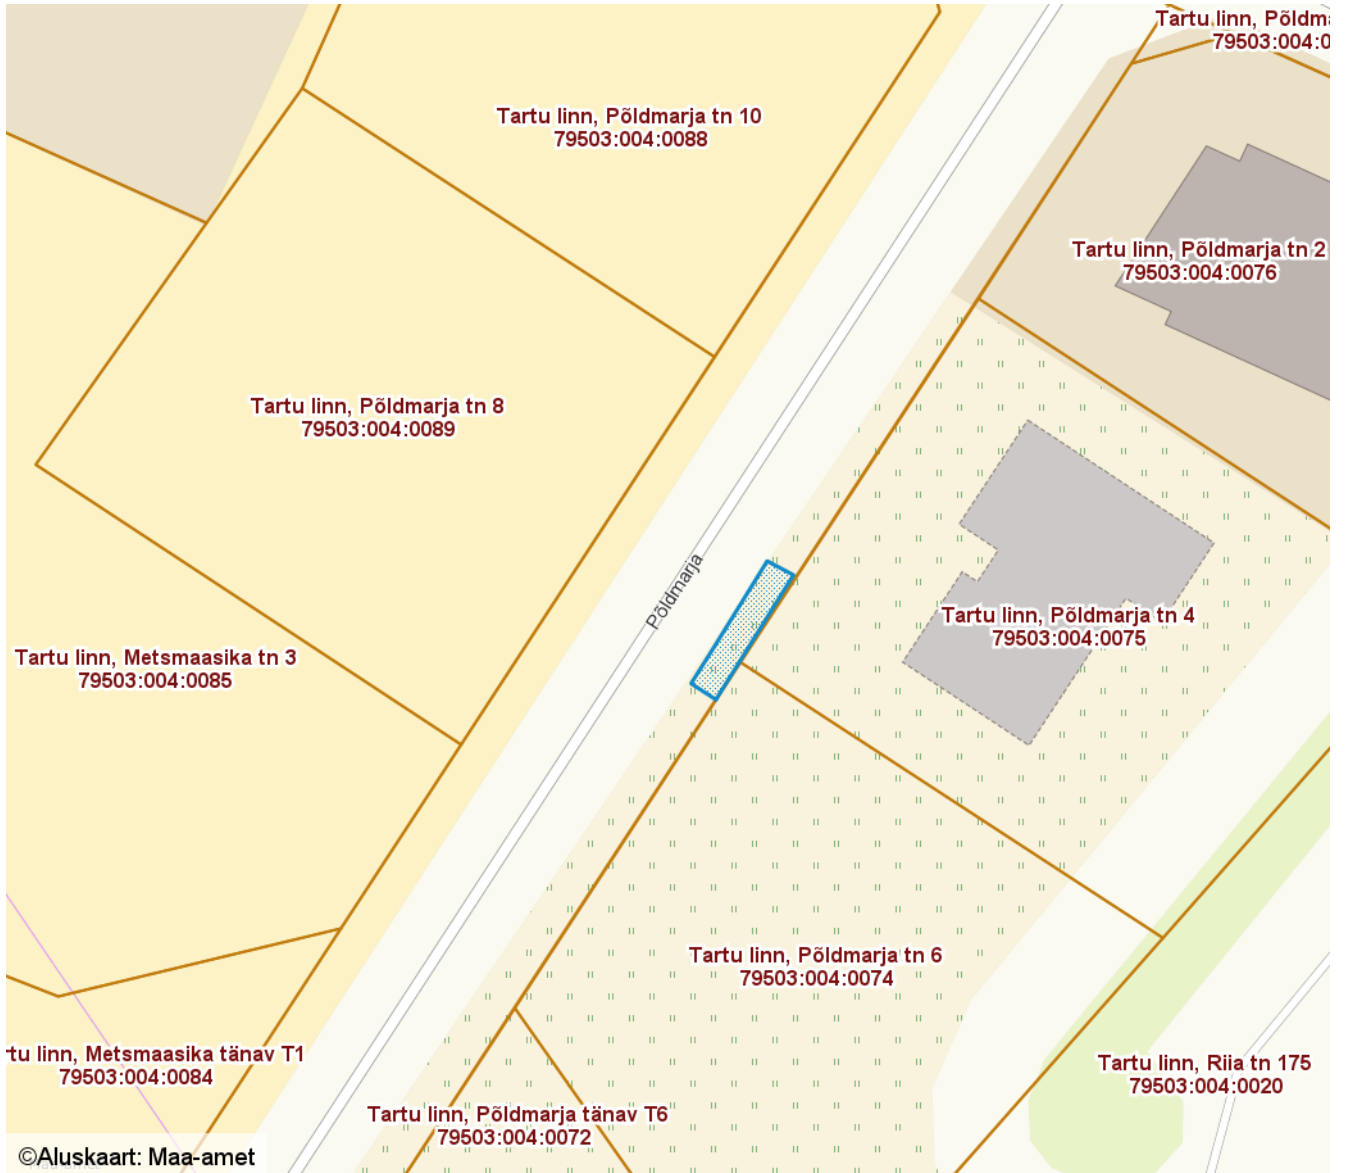 Tartu linn, Põldma
79503:004:0
Tartu linn, Põldmarja tn 10
79503:004:0088
Tartu linn, Põldmarja tn 2
79503:004:0076
Tartu linn, Põldmarja tn 8
79503:004:0089
Põldmarja
Tartu linn, Põldmarja tn 4
79503:004:0075
Tartu linn, Metsmaasika tn 3
79503:004:0085
Tartu linn, Põldmarja tn 6
79503:004:0074
rtu linn, Metsmaasika tänav T1
79503:004:0084
Tartu linn, Riia tn 175
79503:004:0020
Tartu linn, Põldmarja tänav T6
79503:004:0072
©Aluskaart: Maa-amet